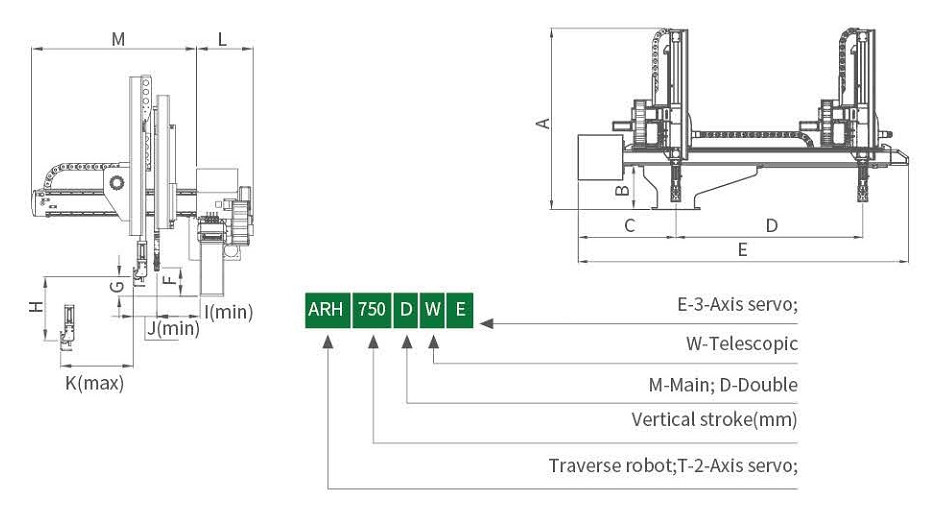 M
L
A
B
C
D
E
H
G
F
I(min)
J(min)
K(max)
ARH 750 D W E
E-3-Axis servo;
W-Telescopic
M-Main; D-Double
Vertical stroke(mm)
Traverse robot;T-2-Axis servo;